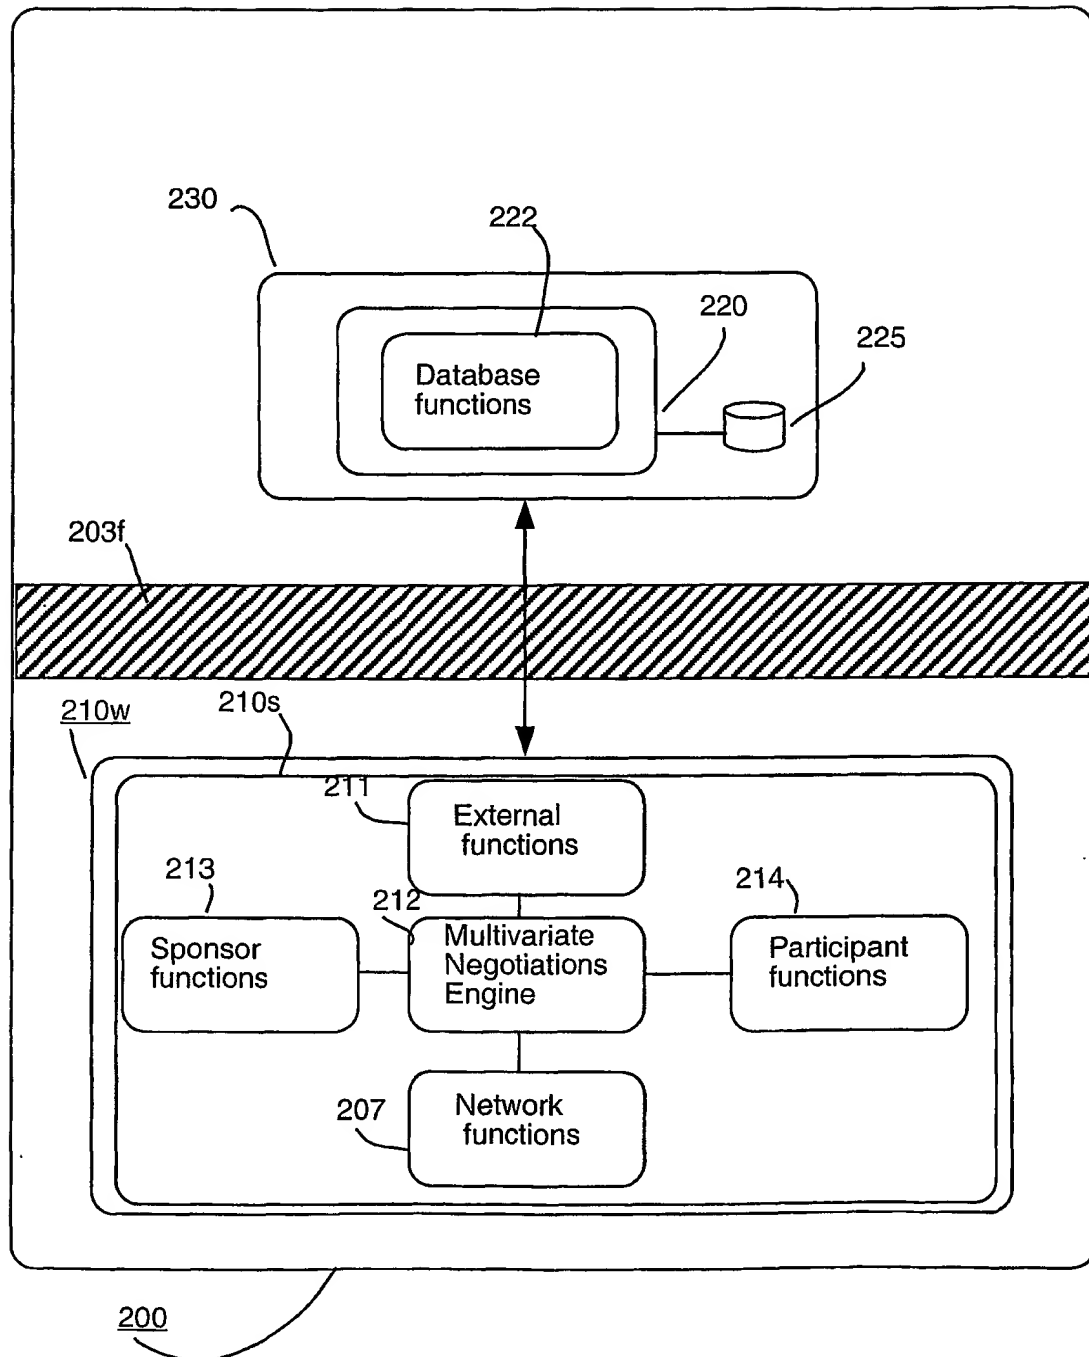 230
222
220
225
Database
functions
203f
210w
210s
211
External
functions
213
212
214
Sponsor
functions
Multivariate
Negotiations
Engine
Participant
functions
207
Network
functions
200